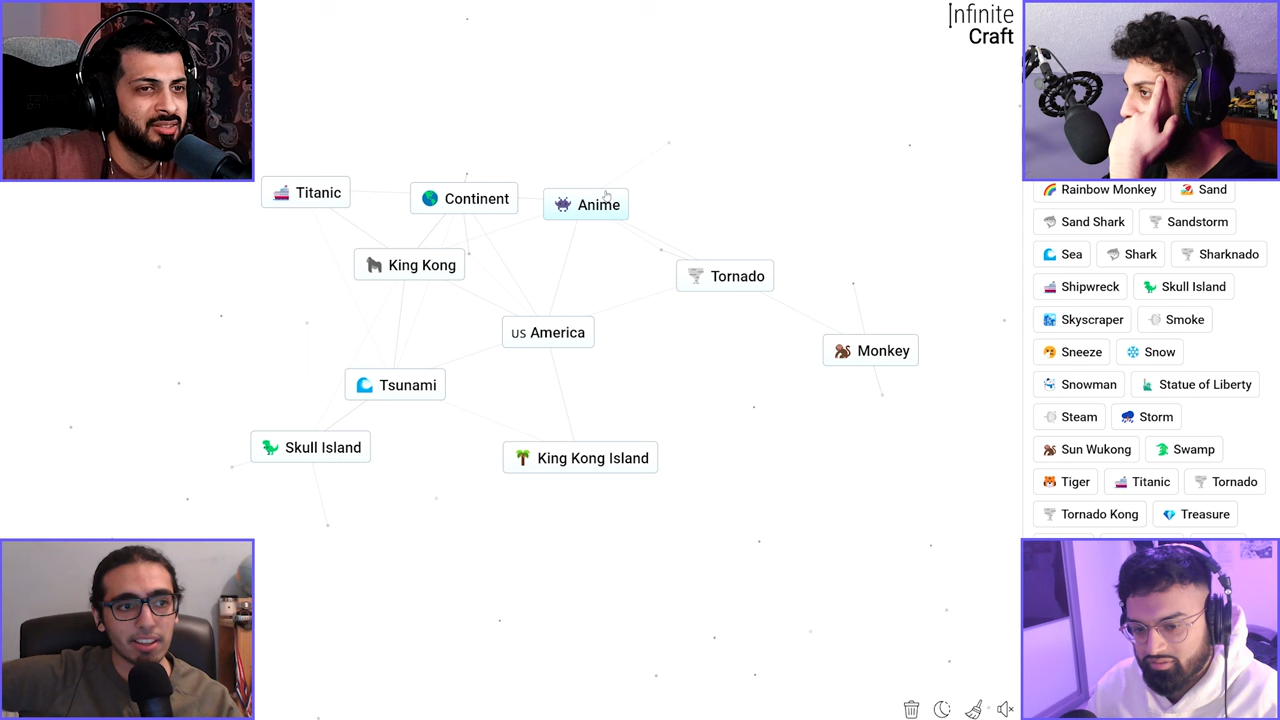 Infinite
Craft
Titanic
Continent
Anime
King Kong
Tornado
US America
Monkey
Tsunami
Skull Island
King Kong Island
Rainbow Monkey Sand
Sand Shark Sandstorm
Sea Shark Sharknado
Shipwreck Skull Island
Skyscraper Smoke
Sneeze Snow
Snowman Statue of Liberty
Steam Storm
Sun Wukong Swamp
Tiger Titanic Tornado
Tornado Kong Treasure